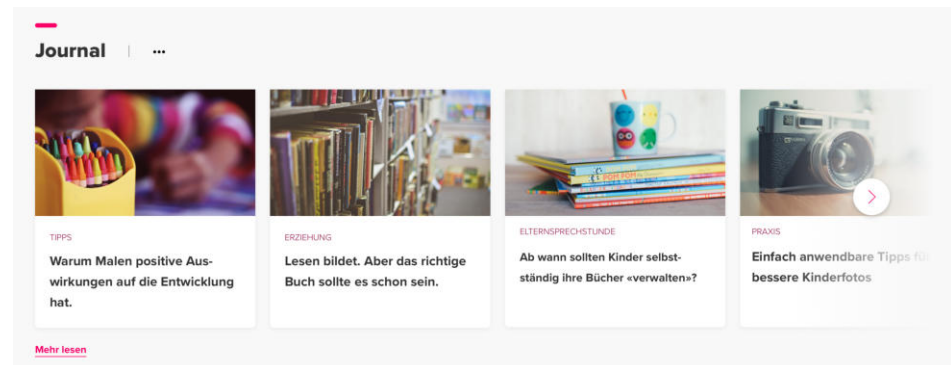 Journal | ...
POM POM
TIPPS
Warum Malen positive Aus-
wirkungen auf die Entwicklung
hat.
ERZIEHUNG
Lesen bildet. Aber das richtige
Buch sollte es schon sein.
ELTERNSPRECHSTUNDE
Ab wann sollten Kinder selbst-
ständig ihre Bücher «verwalten»?
PRAXIS
Einfach anwendbare Tipps für
bessere Kinderfotos
Mehr lesen